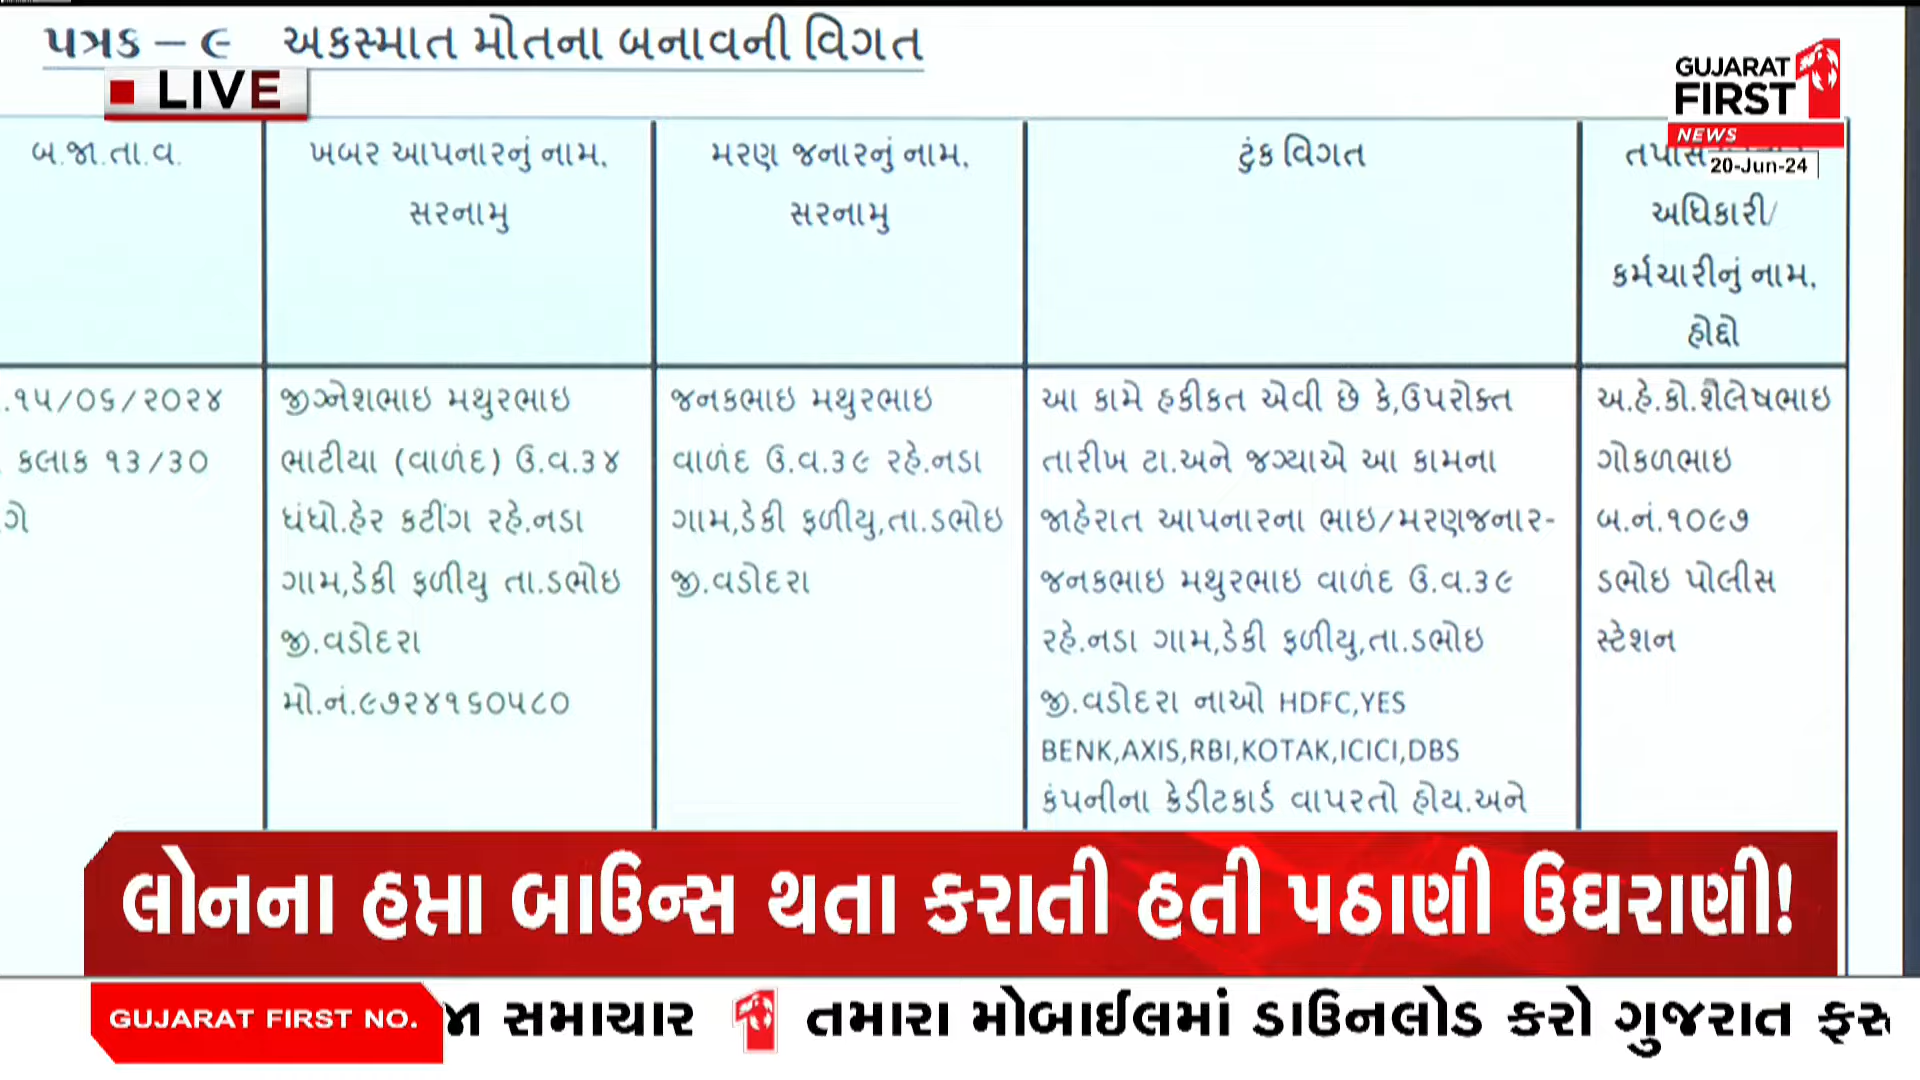 પત્રક – ૯ અકસ્માત મોતના બનાવની વિગત
LIVE
GUJARAT
FIRST
NEWS
20-Jun-24
બ.જા.તા.વ.
ખબર આપનારનું નામ,
સરનામુ
મરણ જનારનું નામ,
સરનામુ
ટુંક વિગત
અધિકારી/
કર્મચારીનું નામ,
હોદ્દો
.૧૫/૦૬/૨૦૨૪
કલાક ૧૩/૩૦
ગે
જીગ્નેશભાઇ મથુરભાઇ
ભાટીયા (વાળંદ) ઉ.વ.૩૪
ધંધો.હેર કટીંગ રહે.નડા
ગામ,ડેકી ફળીયુ તા.ડભોઇ
જી.વડોદરા
મો.નં.૯૭૨૪૧૬૦૫૮૦
જનકભાઇ મથુરભાઇ
વાળંદ ઉ.વ.૩૯ રહે.નડા
ગામ,ડેકી ફળીયુ,તા.ડભોઇ
જી.વડોદરા
આ કામે હકીકત એવી છે કે,ઉપરોક્ત
તારીખ ટા.અને જગ્યાએ આ કામના
જાહેરાત આપનારના ભાઇ/મરણજનાર-
જનકભાઇ મથુરભાઇ વાળંદ ઉ.વ.૩૯
રહે.નડા ગામ,ડેકી ફળીયુ,તા.ડભોઇ
જી.વડોદરા નાઓ HDFC,YES
BENK,AXIS,RBI,KOTAK,ICICI,DBS
કંપનીના ક્રેડીટકાર્ડ વાપરતો હોય.અને
અ.હે.કો.શૈલેષભાઇ
ગોકળભાઇ
બ.નં.૧૦૯૭
ડભોઇ પોલીસ
સ્ટેશન
લોનના હપ્તા બાઉન્સ થતા કરાતી હતી પઠાણી ઉઘરાણી!
GUJARAT FIRST NO.
જા સમાચાર તમારા મોબાઈલમાં ડાઉનલોડ કરો ગુજરાત ફર્સ